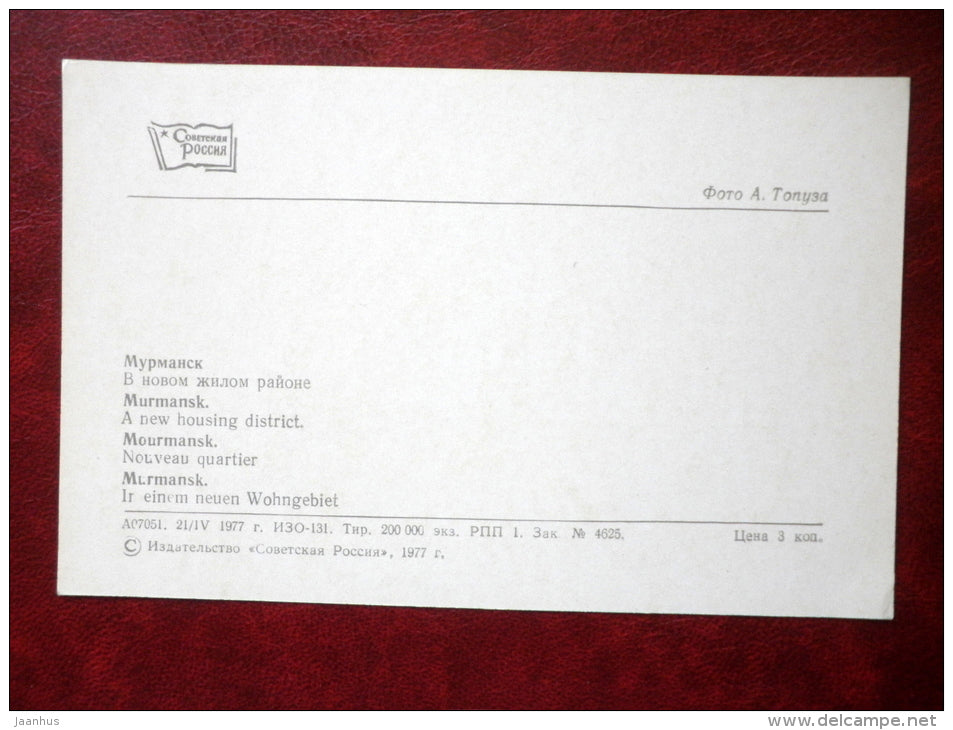 Советская
Россия
Фото А. Топуза
Мурманск
В новом жилом районе
Murmansk.
A new housing district.
Mourmansk.
Nouveau quartier
Murmansk.
Ir einem neuen Wohngebiet
А07051. 21/IV 1977 г. ИЗО-131. Тир. 200 000 экз. РПП 1. Зак № 4625. Цена 3 коп.
© Издательство «Советская Россия», 1977 г.
jaanhus
www.delcampe.net